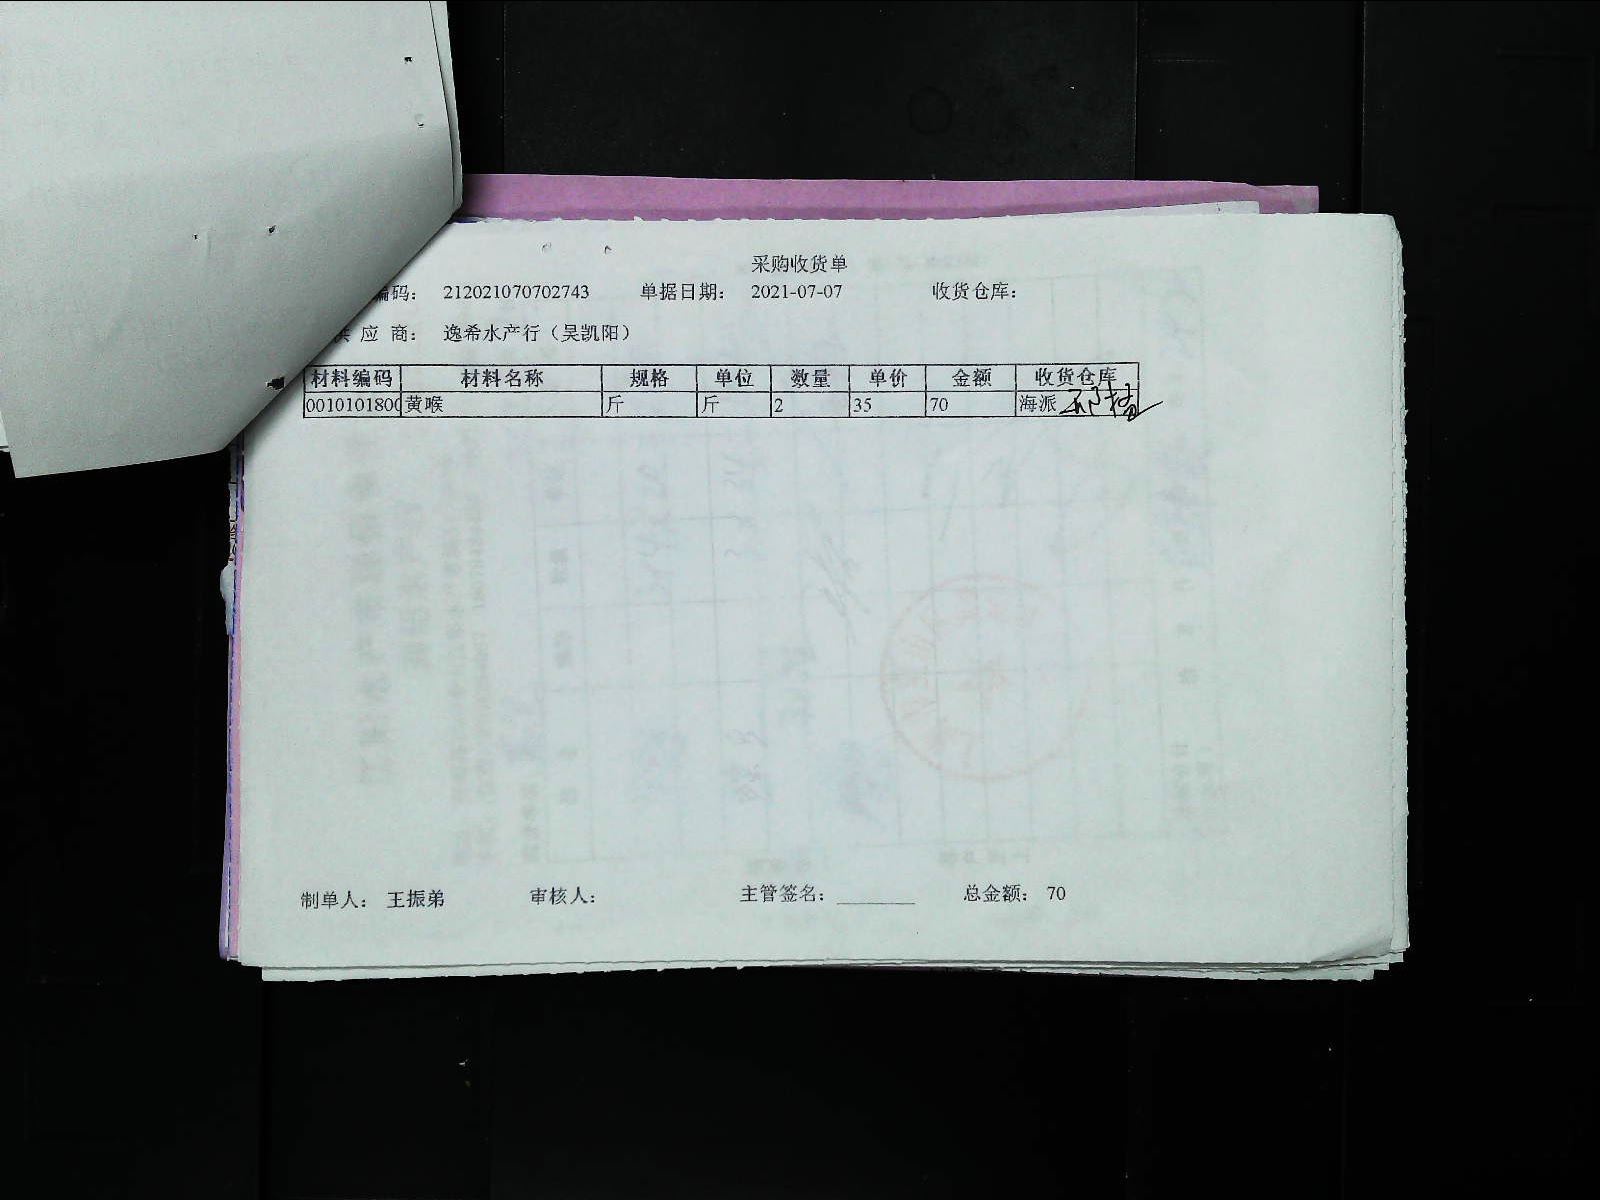 采购收货单
编码： 212021070702743 单据日期： 2021-07-07 收货仓库：
供 应 商： 逸希水产行（吴凯阳）
材料编码 材料名称 规格 单位 数量 单价 金额 收货仓库
0010101800 黄喉 斤 斤 2 35 70 海派
制单人： 王振弟 审核人： 主管签名： 总金额： 70